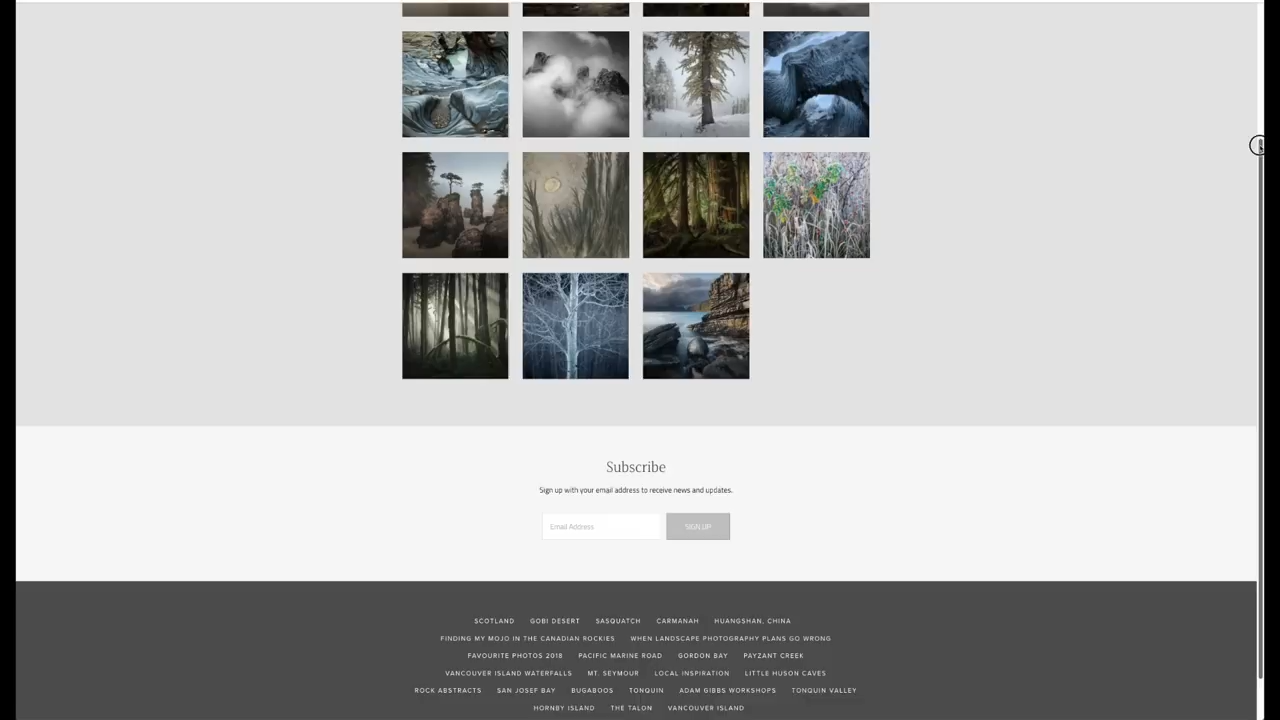 Subscribe
Sign up with your email address to receive news and updates.
Email Address SIGN UP
SCOTLAND GOBI DESERT SASQUATCH CARMANAH HUANGSHAN, CHINA
FINDING MY MOJO IN THE CANADIAN ROCKIES WHEN LANDSCAPE PHOTOGRAPHY PLANS GO WRONG
FAVOURITE PHOTOS 2018 PACIFIC MARINE ROAD GORDON BAY PAYZANT CREEK
VANCOUVER ISLAND WATERFALLS MT. SEYMOUR LOCAL INSPIRATION LITTLE HUSON CAVES
ROCK ABSTRACTS SAN JOSEF BAY BUGABOOS TONQUIN ADAM GIBBS WORKSHOPS TONQUIN VALLEY
HORNBY ISLAND THE TALON VANCOUVER ISLAND